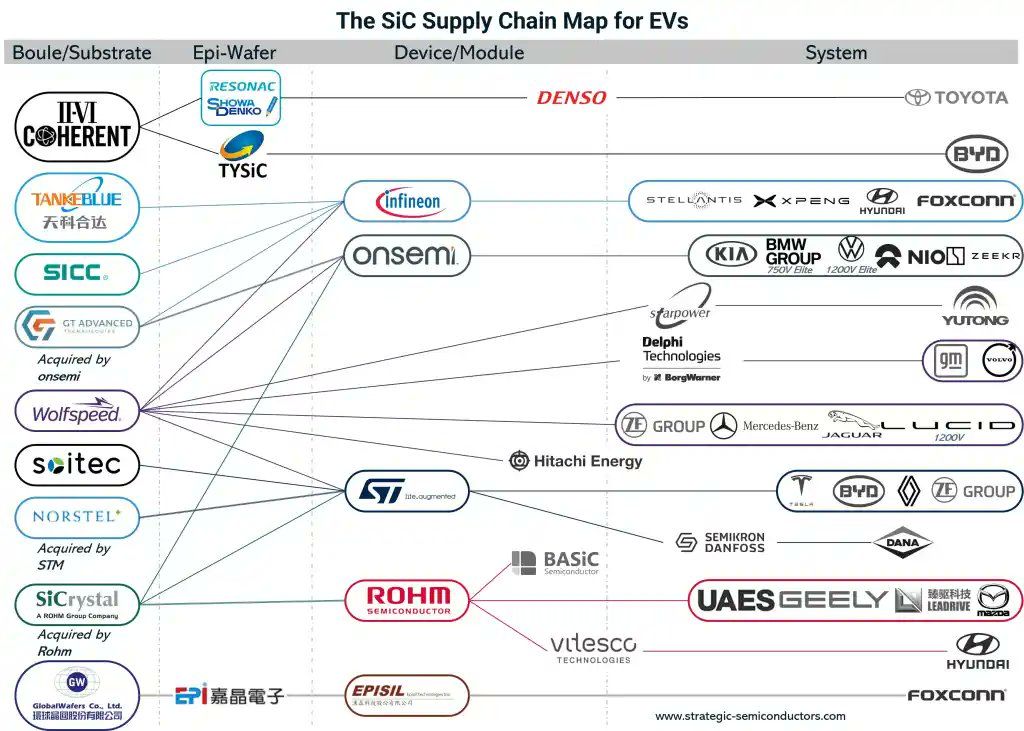 The SiC Supply Chain Map for EVs
Boule/Substrate
Epi-Wafer
Device/Module
System
II-VI
COHERENT
RESONAC
SHOWA
DENKO
DENSO
TOYOTA
TYSiC
BYD
TANKEBLUE
天科合达
infineon
STELLANTIS
XPENG
HYUNDAI
FOXCONN
SICC
onsemi
KIA
BMW
GROUP
750V Elite
1200V Elite
NIO
ZEEKR
GT ADVANCED
TECHNOLOGIES
Acquired by
onsemi
starpower
YUTONG
Delphi
Technologies
by BorgWarner
gm
VOLVO
Wolfspeed
ZF GROUP
Mercedes-Benz
JAGUAR
LUCID
1200V
soitec
Hitachi Energy
ST life.augmented
TESLA
BYD
ZF GROUP
NORSTEL
Acquired by
STM
SEMIKRON
DANFOSS
DANA
BASiC
Semiconductor
SiCrystal
A ROHM Group Company
Acquired by
Rohm
ROHM
SEMICONDUCTOR
UAES
GEELY
臻驱科技
LEADRIVE
mazda
vitesco
TECHNOLOGIES
HYUNDAI
GW
GlobalWafers Co., Ltd.
環球晶圓股份有限公司
EPI 嘉晶電子
EPISIL
FOXCONN
www.strategic-semiconductors.com